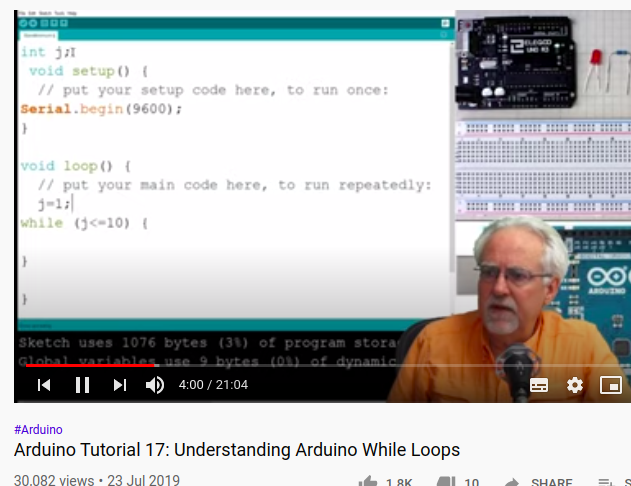 int j;
void setup() {
// put your setup code here, to run once:
Serial.begin(9600);
}
void loop() {
// put your main code here, to run repeatedly:
j=1;
while (j<=10) {
}
}
Sketch uses 1076 bytes (3%) of program stora
Global variables use 9 bytes (0%) of dynamic
ELEGOO
UNO R3
ARDUINO
4:00 / 21:04
#Arduino
Arduino Tutorial 17: Understanding Arduino While Loops
30,082 views • 23 Jul 2019
1.8K
10
SHARE
S